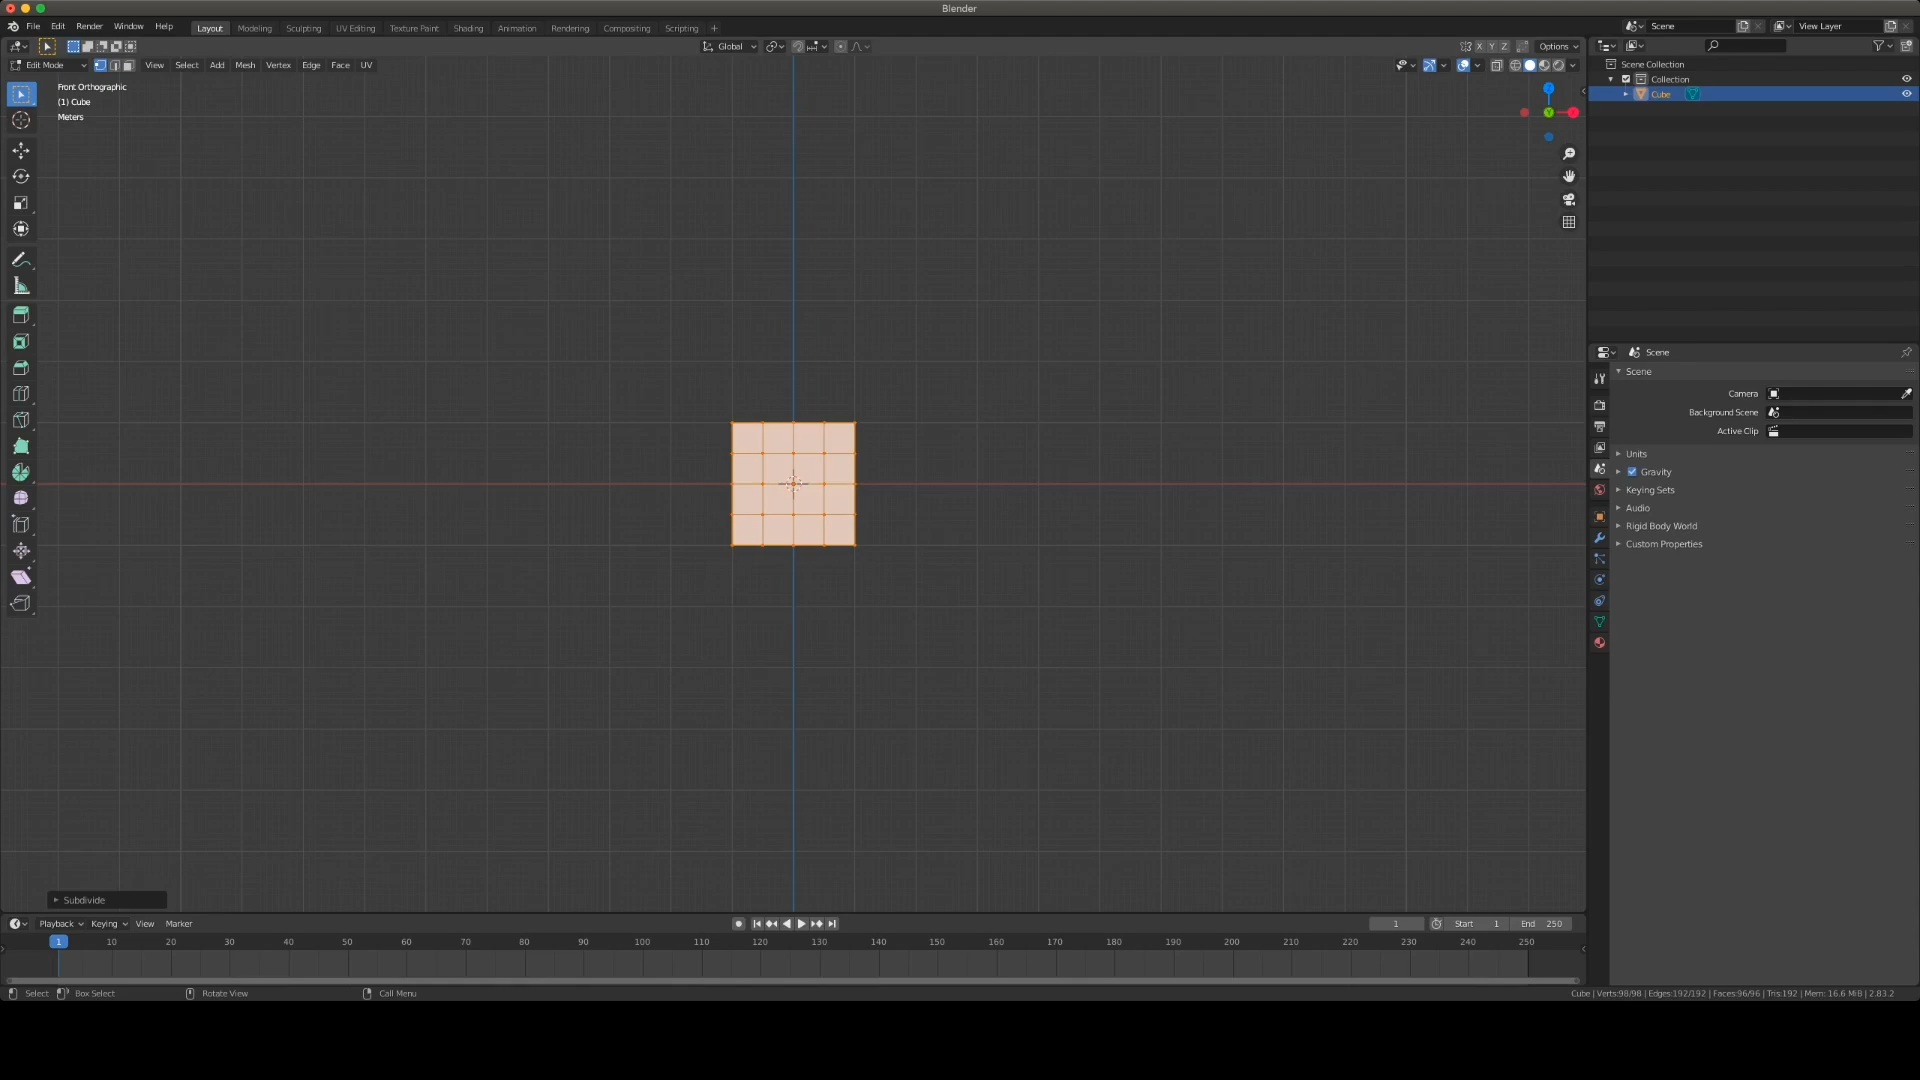 Blender
File Edit Render Window Help Layout Modeling Sculpting UV Editing Texture Paint Shading Animation Rendering Compositing Scripting + Scene View Layer
Global X Y Z Options
Edit Mode View Select Add Mesh Vertex Edge Face UV
Front Orthographic
(1) Cube
Meters
Z
Y
Scene Collection
Collection
Cube
Scene
Scene
Camera
Background Scene
Active Clip
Units
Gravity
Keying Sets
Audio
Rigid Body World
Custom Properties
Subdivide
Playback Keying View Marker 1 Start 1 End 250
1 10 20 30 40 50 60 70 80 90 100 110 120 130 140 150 160 170 180 190 200 210 220 230 240 250
Select Box Select Rotate View Call Menu Cube | Verts:98/98 | Edges:192/192 | Faces:96/96 | Tris:192 | Mem: 16.6 MiB | 2.83.2